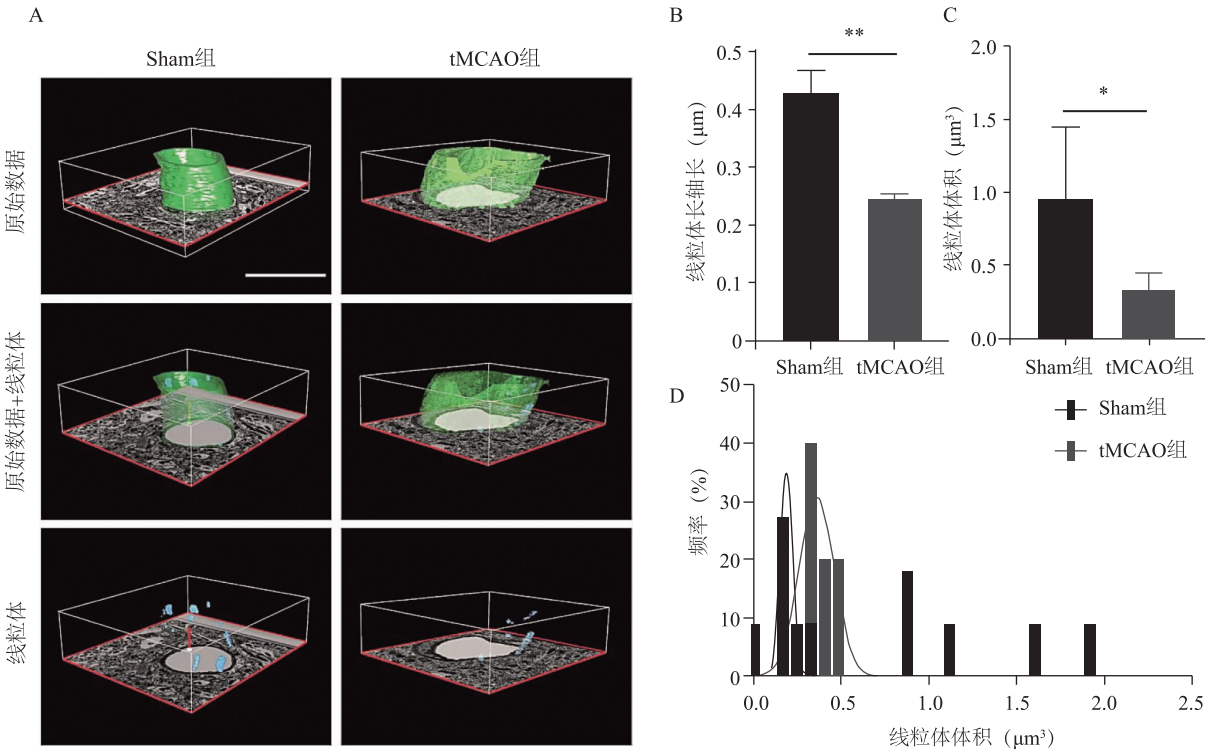 A
Sham组
tMCAO组
原始数据
原始数据+线粒体
线粒体
B
**
线粒体长轴长（μm）
0.5
0.4
0.3
0.2
0.1
0
Sham组
tMCAO组
C
*
线粒体体积（μm³）
2.0
1.5
1.0
0.5
0.0
Sham组
tMCAO组
D
Sham组
tMCAO组
频率（%）
50
40
30
20
10
0
0.0
0.5
1.0
1.5
2.0
2.5
线粒体体积（μm³）